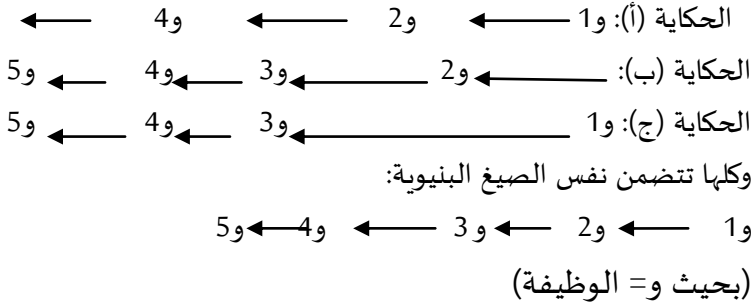 الحكاية (أ): و1 ← و2 ← و4 ←
الحكاية (ب): ← و2 ← و3 ← و4 ← و5
الحكاية (ج): و1 ← و3 ← و4 ← و5
وكلها تتضمن نفس الصيغ البنيوية:
و1 ← و2 ← و3 ← و4 ← و5
(بحيث و= الوظيفة)